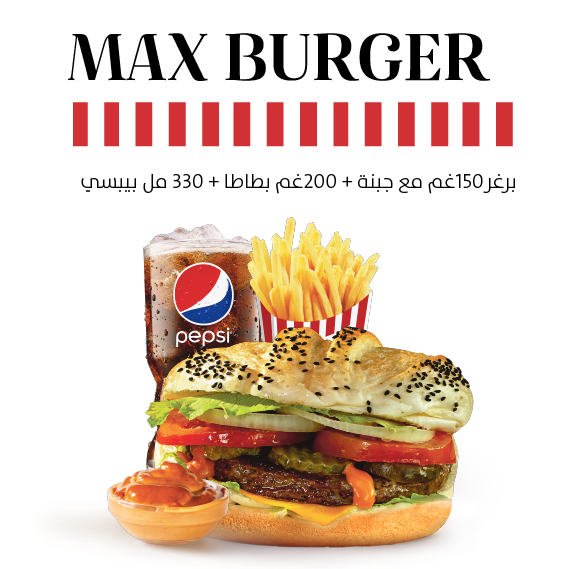 MAX BURGER
برغر150غم مع جبنة + 200غم بطاطا + 330 مل بيبسي
pepsi